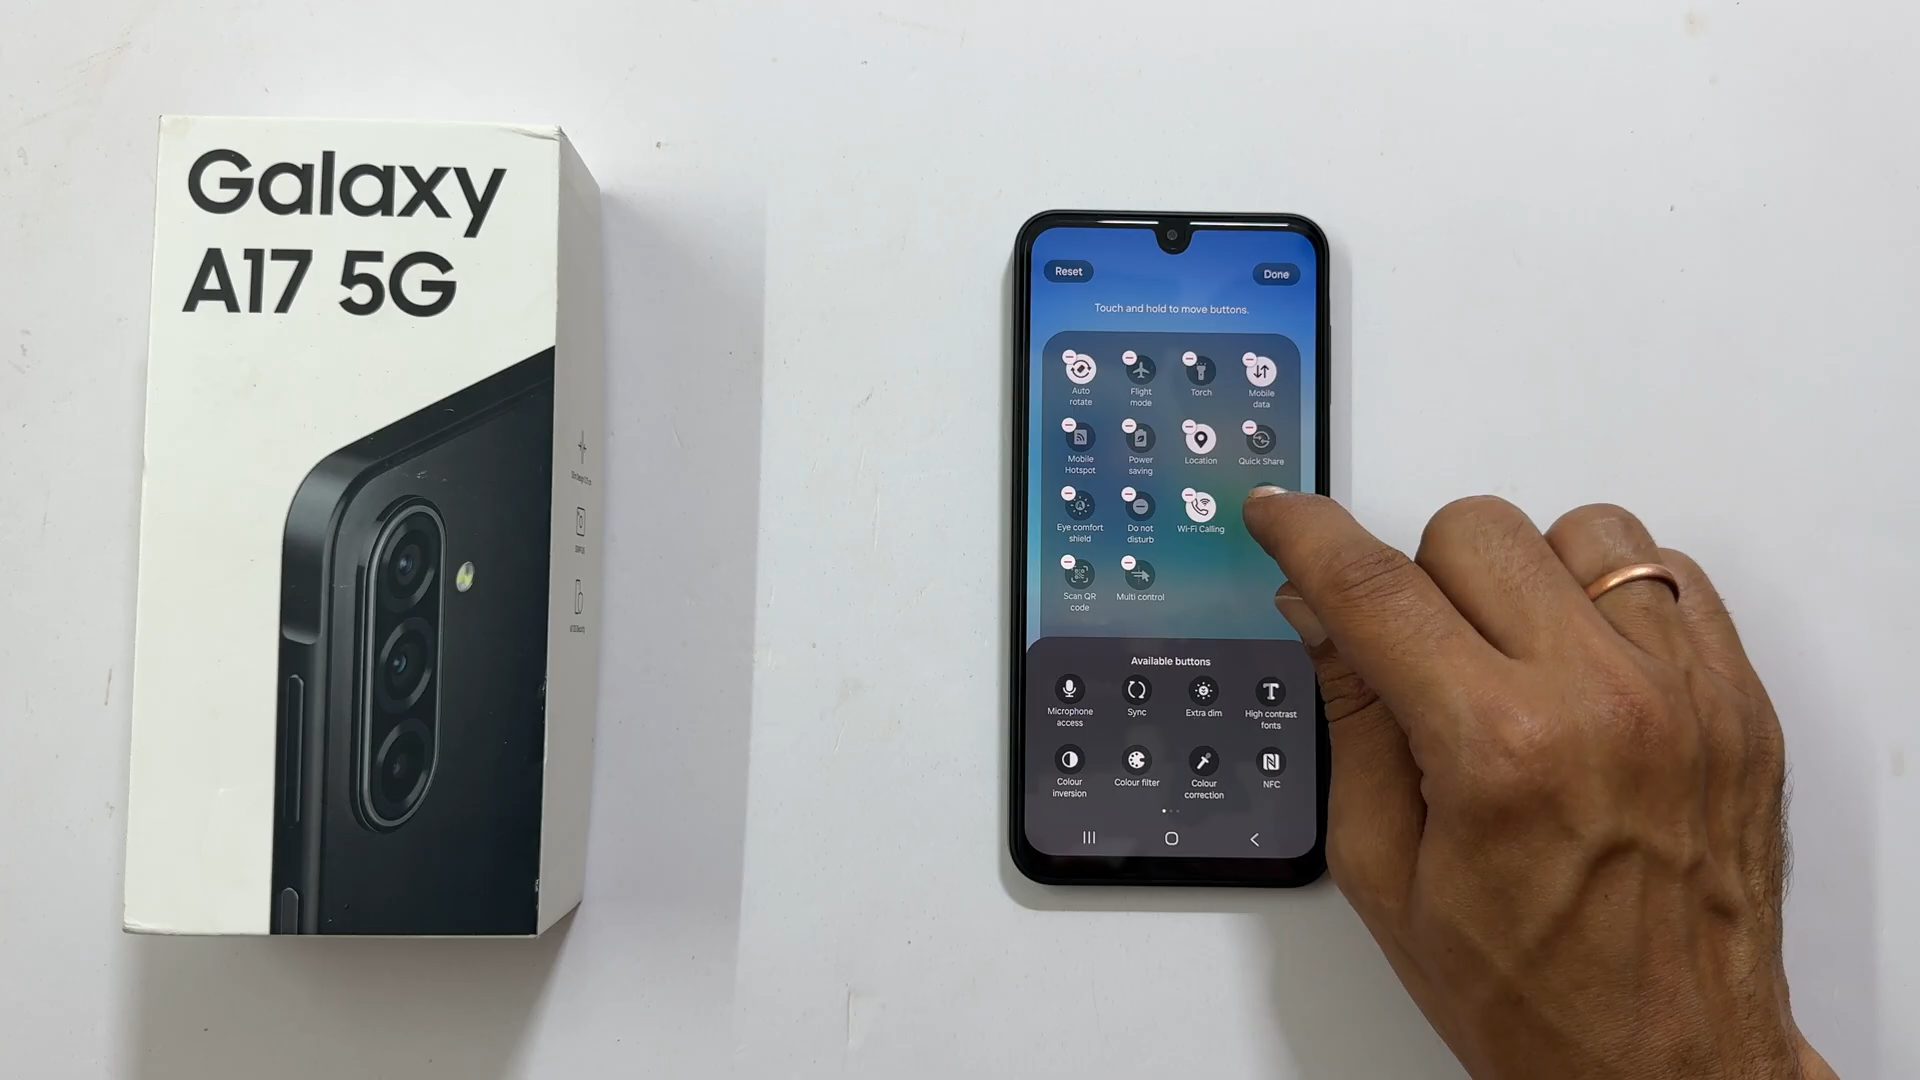 Galaxy
A17 5G
Reset
Done
Touch and hold to move buttons.
Auto
rotate
Flight
mode
Torch
Mobile
data
Mobile
Hotspot
Power
saving
Location
Quick Share
Eye comfort
shield
Do not
disturb
Wi-Fi Calling
Scan QR
code
Multi control
Available buttons
Microphone
access
Sync
Extra dim
High contrast
fonts
Colour
inversion
Colour filter
Colour
correction
NFC